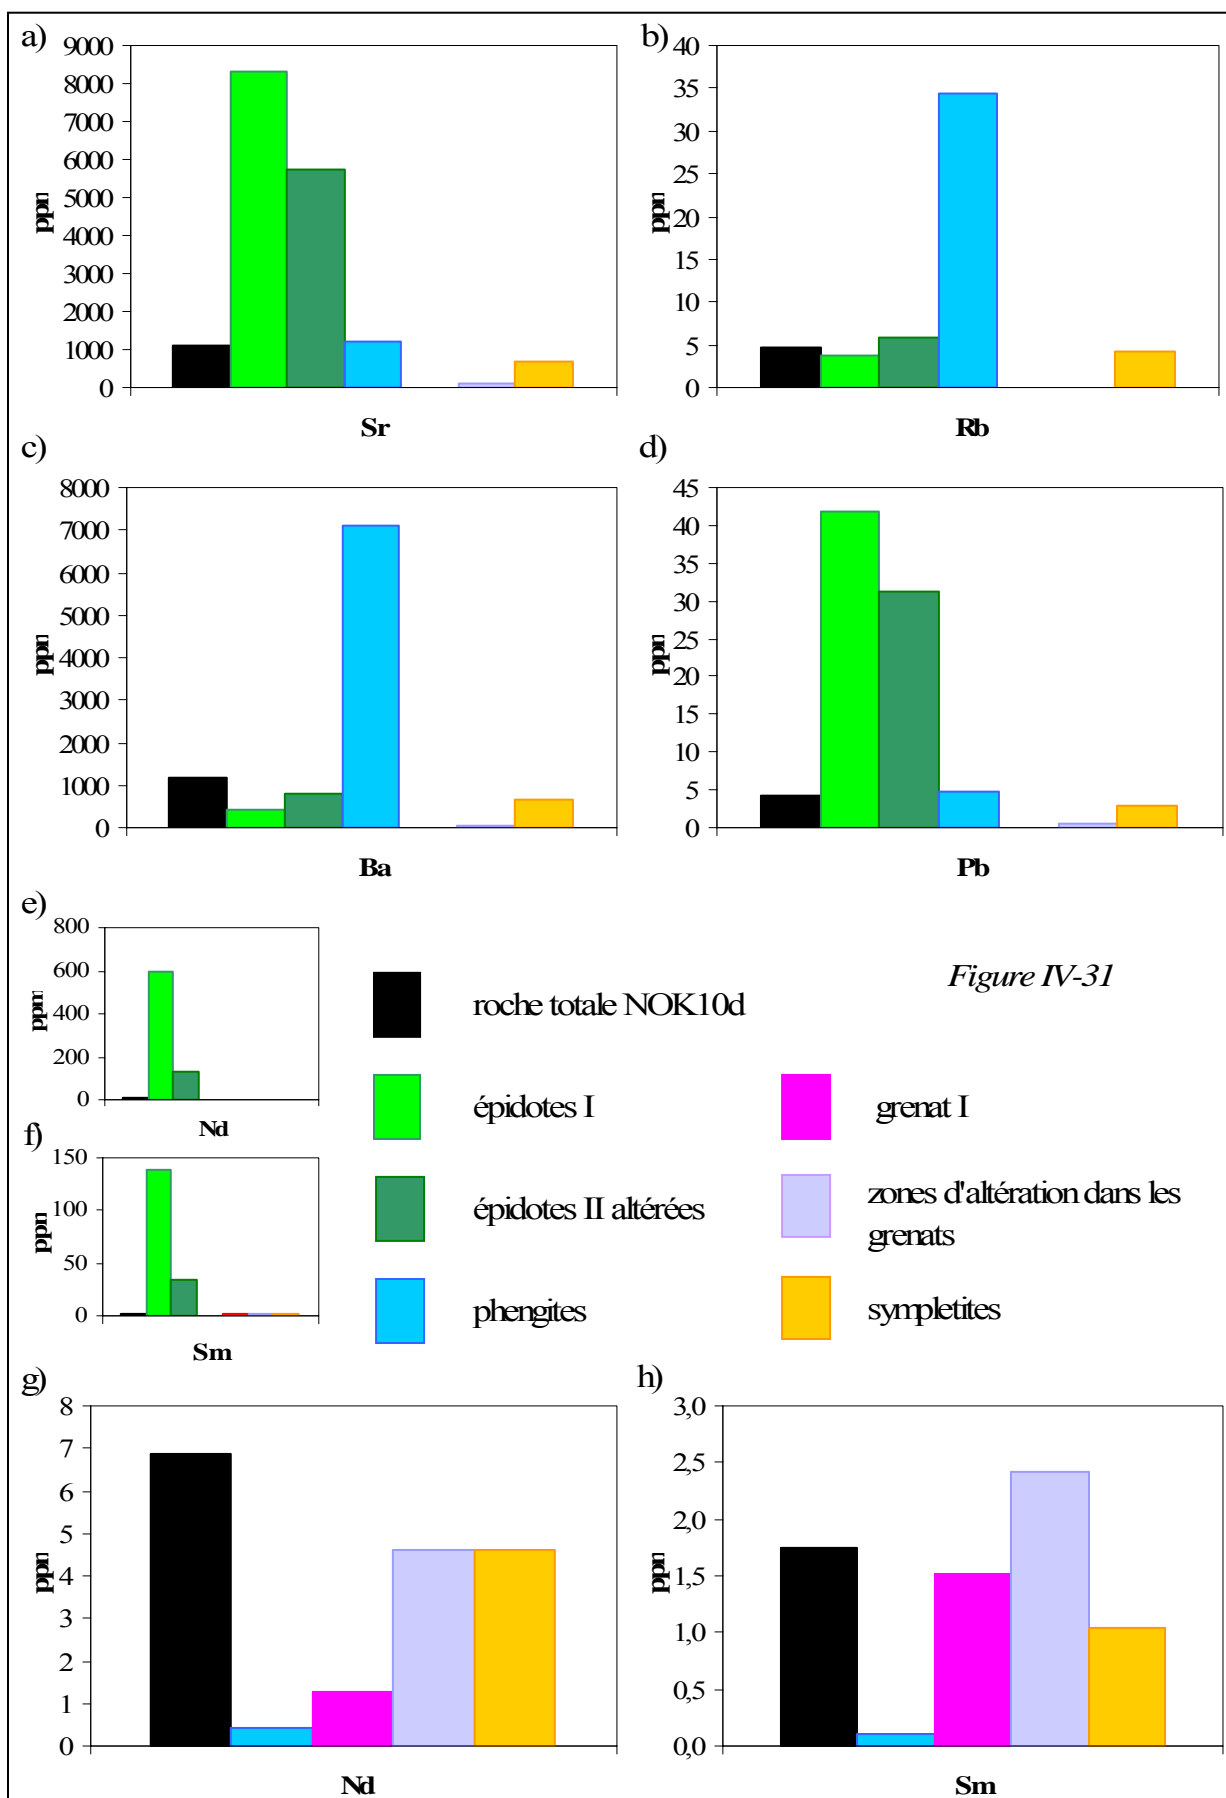 a)
9000
8000
7000
6000
5000
4000
3000
2000
1000
0
ppm
Sr
b)
40
35
30
25
20
15
10
5
0
ppm
Rb
c)
8000
7000
6000
5000
4000
3000
2000
1000
0
ppm
Ba
d)
45
40
35
30
25
20
15
10
5
0
ppm
Pb
e)
800
600
400
200
0
ppm
Nd
f)
150
100
50
0
ppm
Sm
Figure IV-31
roche totale NOK10d
épidotes I
épidotes II altérées
phengites
grenat I
zones d'altération dans les
grenats
sympletites
g)
8
7
6
5
4
3
2
1
0
ppm
Nd
h)
3,0
2,5
2,0
1,5
1,0
0,5
0,0
ppm
Sm